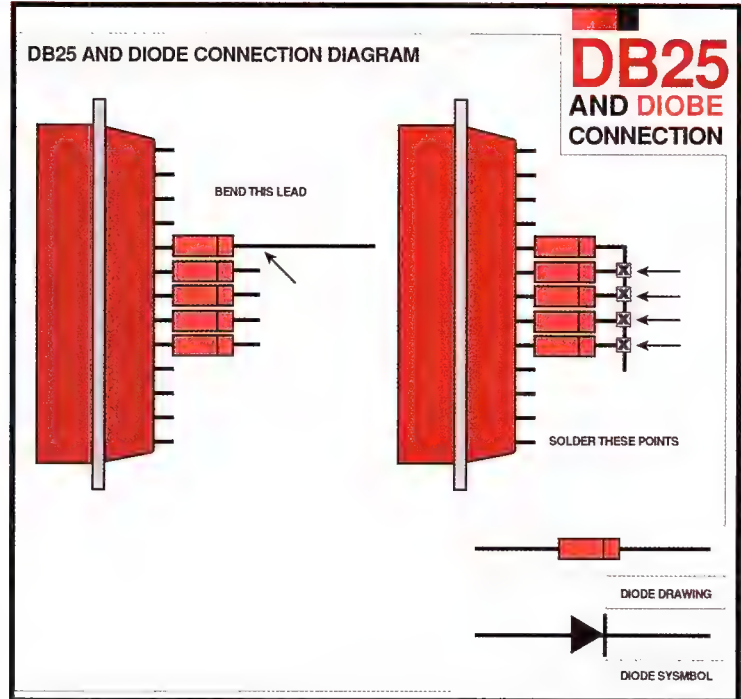 DB25 AND DIODE CONNECTION DIAGRAM
DB25
AND DIOBE
CONNECTION
BEND THIS LEAD
SOLDER THESE POINTS
DIODE DRAWING
DIODE SYSMBOL